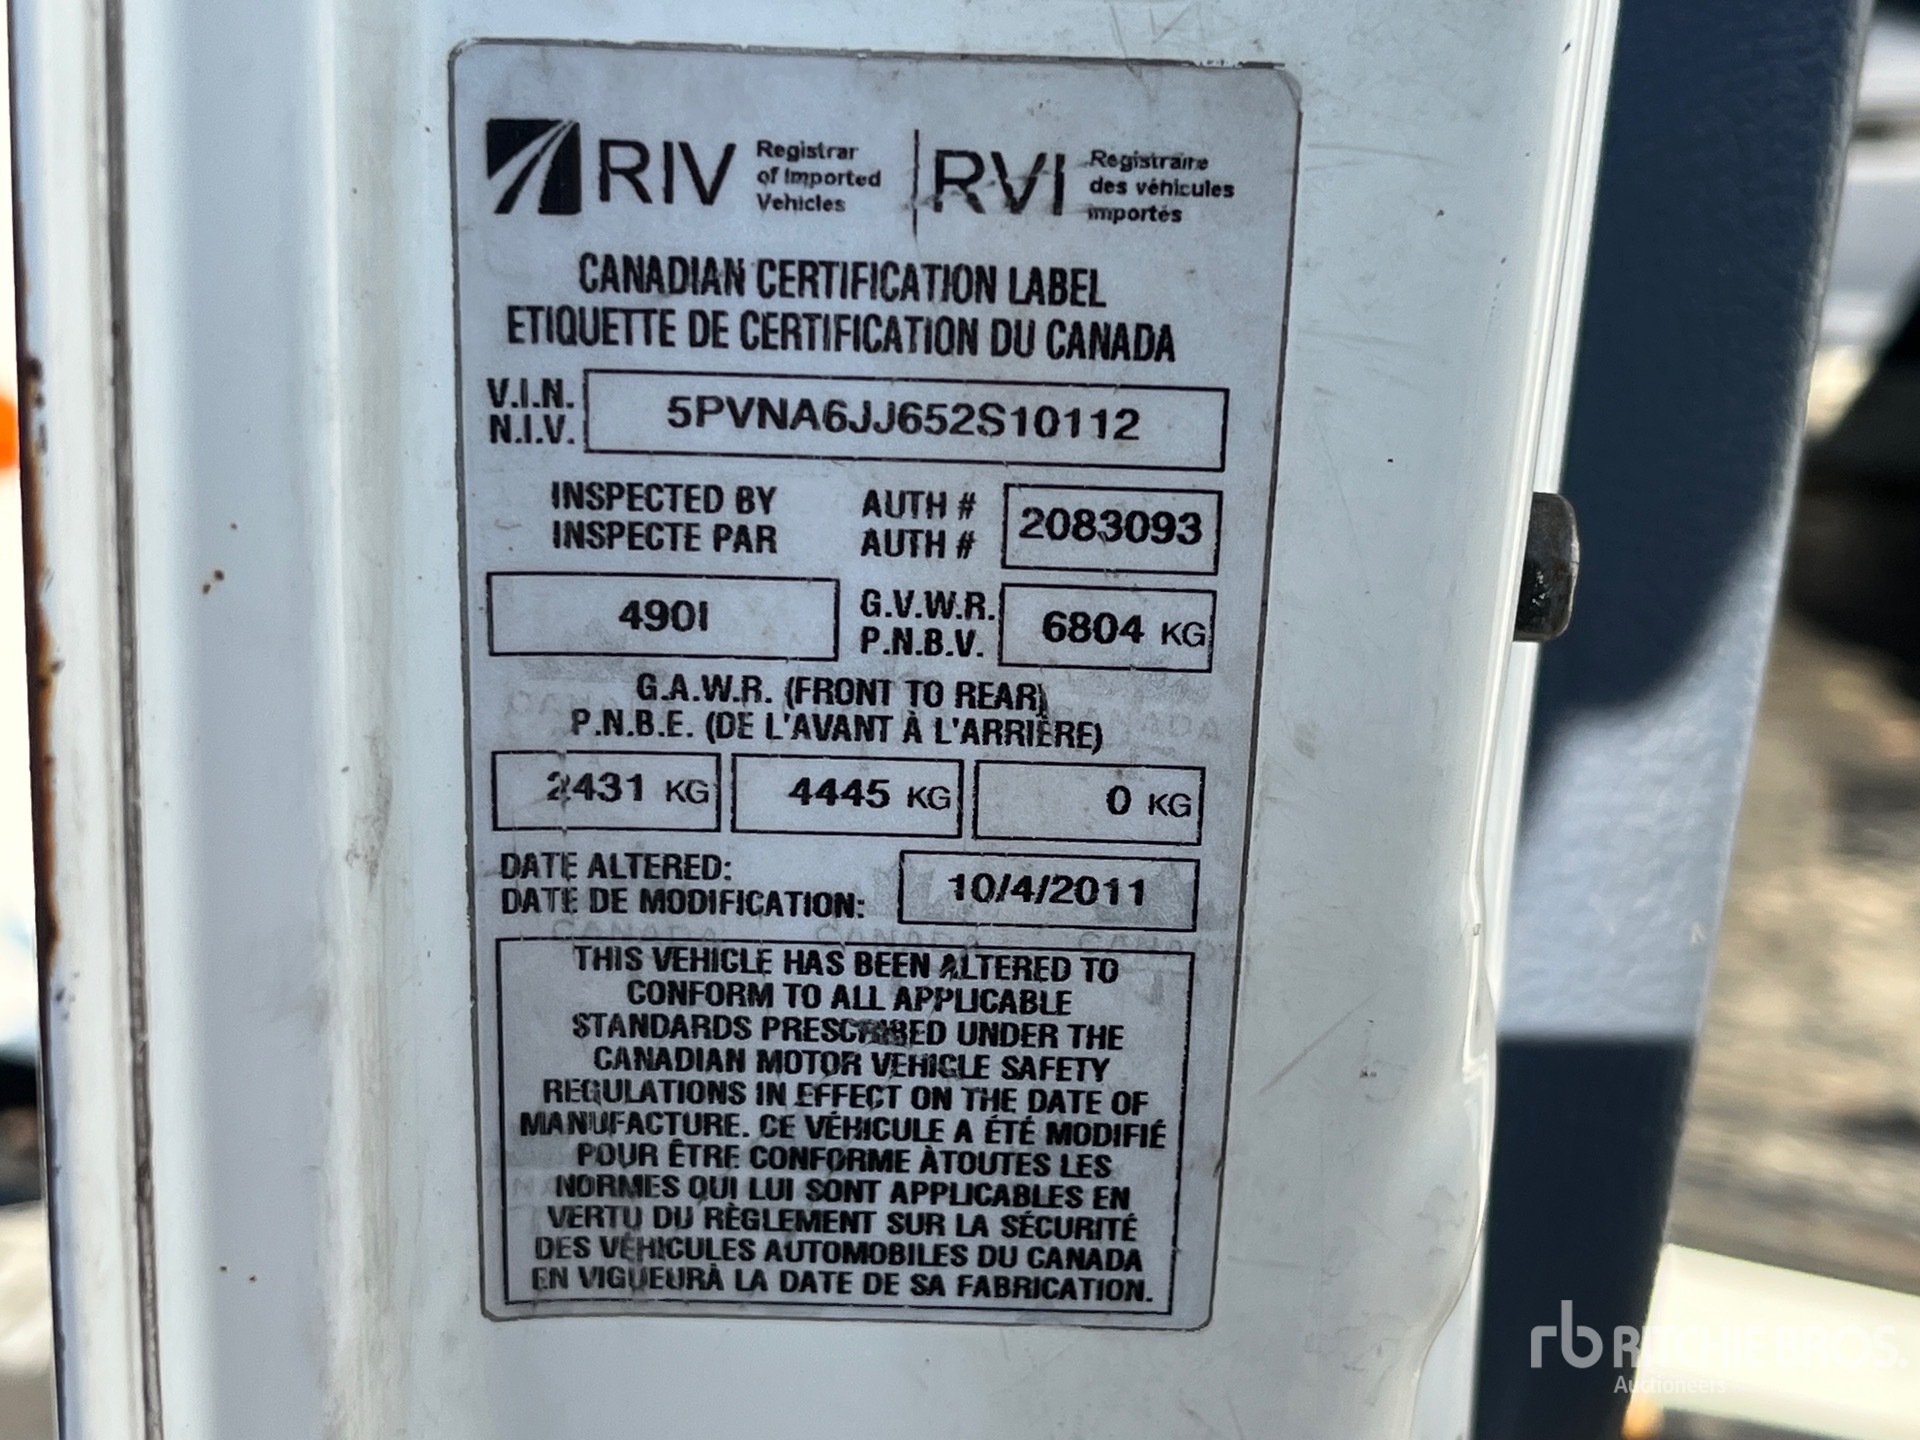 RIV Registrar of Imported Vehicles | RVI Registraire des véhicules importés
CANADIAN CERTIFICATION LABEL
ETIQUETTE DE CERTIFICATION DU CANADA
V.I.N. 5PVNA6JJ652S10112
N.I.V.
INSPECTED BY AUTH # 2083093
INSPECTE PAR AUTH #
490I G.V.W.R. 6804 KG
P.N.B.V.
G.A.W.R. (FRONT TO REAR)
P.N.B.E. (DE L'AVANT À L'ARRIÈRE)
2431 KG 4445 KG 0 KG
DATE ALTERED: 10/4/2011
DATE DE MODIFICATION:
THIS VEHICLE HAS BEEN ALTERED TO
CONFORM TO ALL APPLICABLE
STANDARDS PRESCRIBED UNDER THE
CANADIAN MOTOR VEHICLE SAFETY
REGULATIONS IN EFFECT ON THE DATE OF
MANUFACTURE. CE VÉHICULE A ÉTÉ MODIFIÉ
POUR ÊTRE CONFORME ÀTOUTES LES
NORMES QUI LUI SONT APPLICABLES EN
VERTU DU RÈGLEMENT SUR LA SÉCURITÉ
DES VÉHICULES AUTOMOBILES DU CANADA
EN VIGUEURÀ LA DATE DE SA FABRICATION.
rb RITCHIE BROS.
Auctioneers